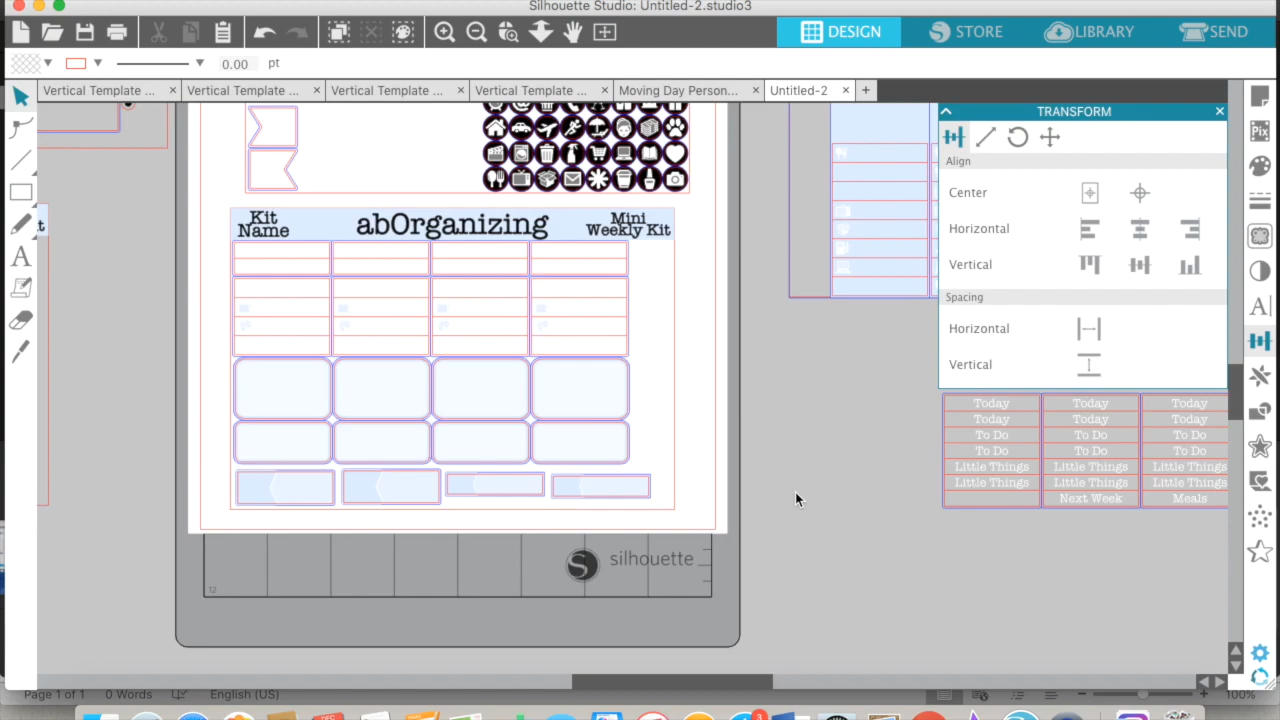 Silhouette Studio: Untitled-2.studio3
DESIGN
STORE
LIBRARY
SEND
0.00 pt
Vertical Template ...
Vertical Template ...
Vertical Template ...
Vertical Template ...
Moving Day Person...
Untitled-2
TRANSFORM
Align
Center
Horizontal
Vertical
Spacing
Horizontal
Vertical
Pix
Kit Name
abOrganizing
Mini Weekly Kit
Today Today Today
Today Today Today
To Do To Do To Do
To Do To Do To Do
Little Things Little Things Little Things
Little Things Little Things Little Things
Next Week Meals
silhouette
12
Page 1 of 1 0 Words English (US) 100%
3